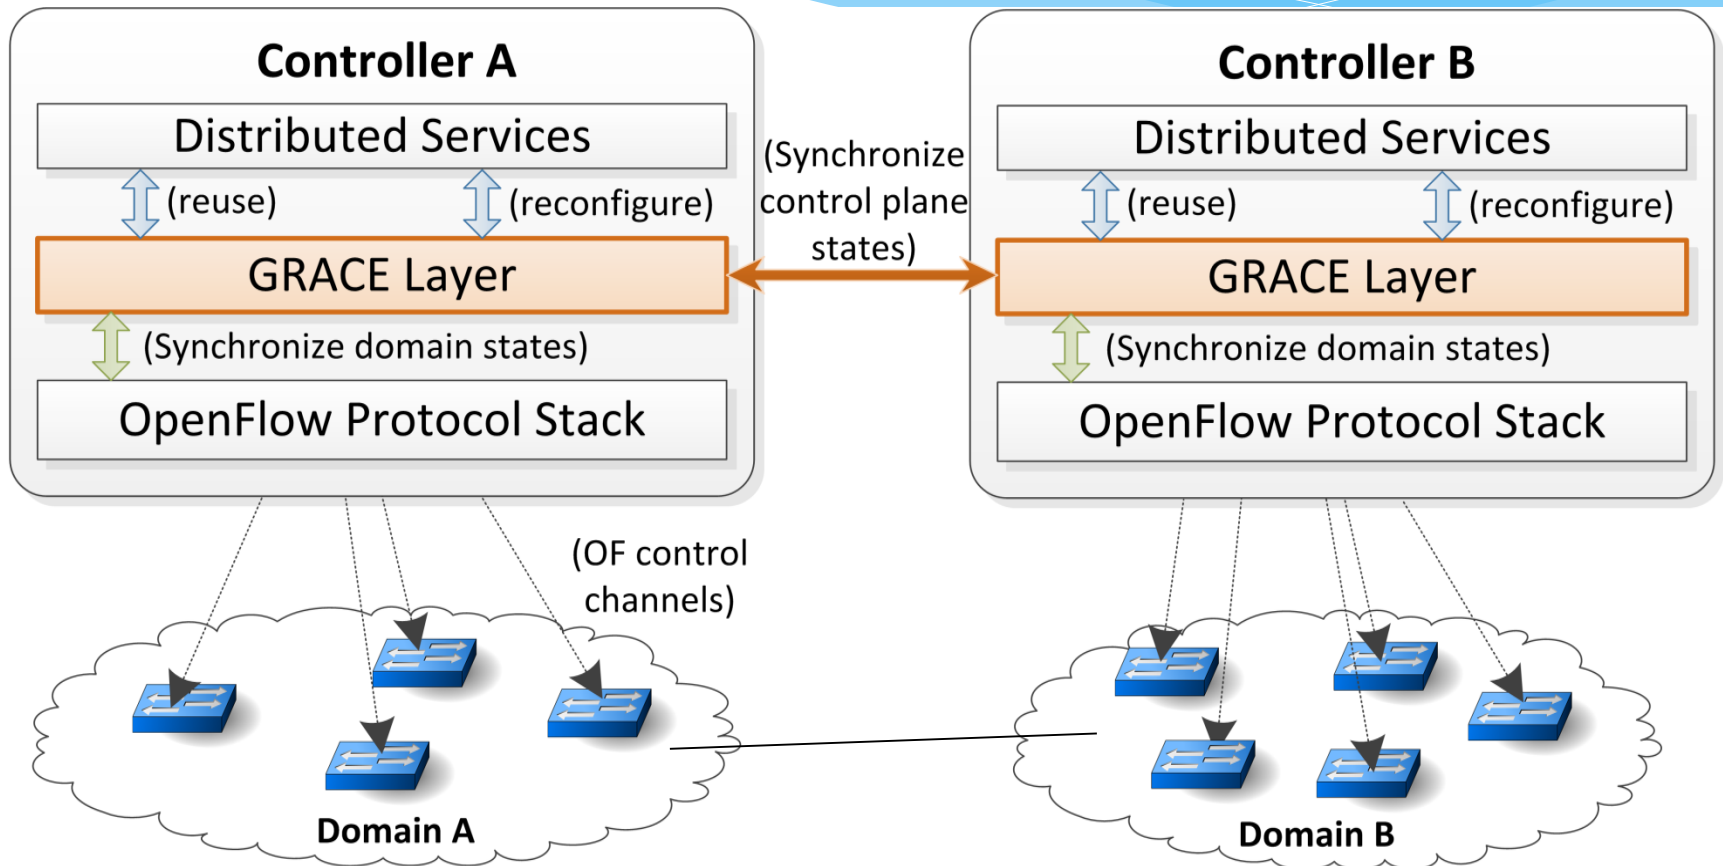 Controller A
Distributed Services
(reuse)
(reconfigure)
GRACE Layer
(Synchronize domain states)
OpenFlow Protocol Stack
(Synchronize
control plane
states)
Controller B
Distributed Services
(reuse)
(reconfigure)
GRACE Layer
(Synchronize domain states)
OpenFlow Protocol Stack
(OF control
channels)
Domain A
Domain B